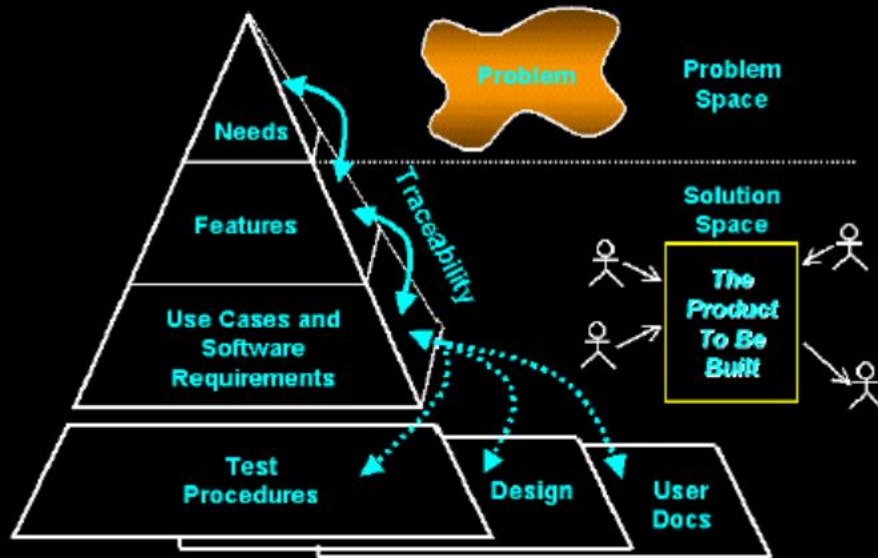 Problem
Problem
Space
Needs
Traceability
Features
Solution
Space
The
Product
To Be
Built
Use Cases and
Software
Requirements
Test
Procedures
Design
User
Docs